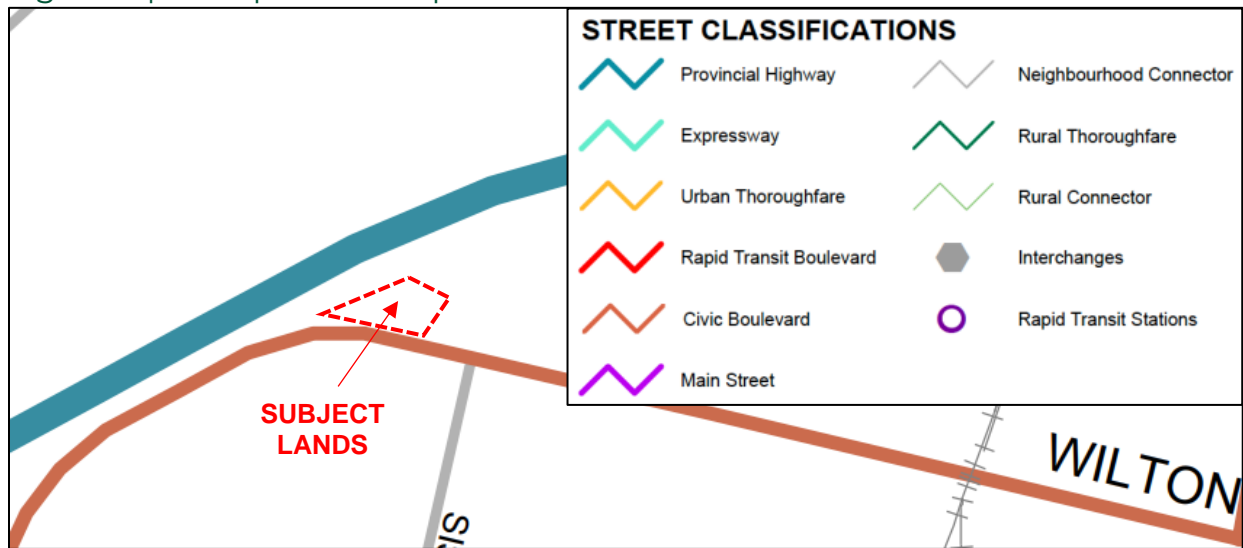 STREET CLASSIFICATIONS
Provincial Highway
Neighbourhood Connector
Expressway
Rural Thoroughfare
Urban Thoroughfare
Rural Connector
Rapid Transit Boulevard
Interchanges
Civic Boulevard
Rapid Transit Stations
Main Street
SUBJECT
LANDS
WILTON
SIS